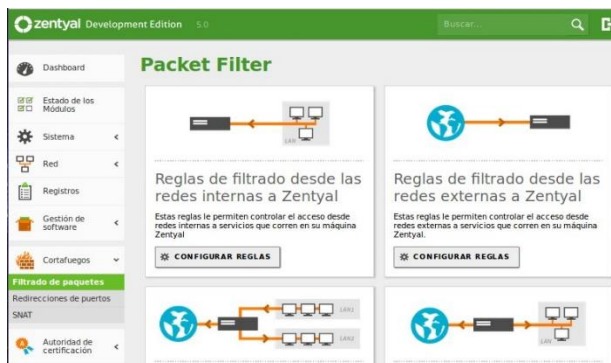 zentyal Development Edition 5.0
Buscar...
Dashboard
Estado de los
Módulos
Sistema
Red
Registros
Gestión de
software
Cortafuegos
Filtrado de paquetes
Redirecciones de puertos
SNAT
Autoridad de
certificación
Packet Filter
LAN
Reglas de filtrado desde las
redes internas a Zentyal
Estas reglas le permiten controlar el acceso desde
redes internas a servicios que corren en su máquina
Zentyal
CONFIGURAR REGLAS
Reglas de filtrado desde las
redes externas a Zentyal
Estas reglas le permiten controlar el acceso desde
redes externas a servicios que corren en su máquina
Zentyal.
CONFIGURAR REGLAS
LAN1
LAN2
LAN